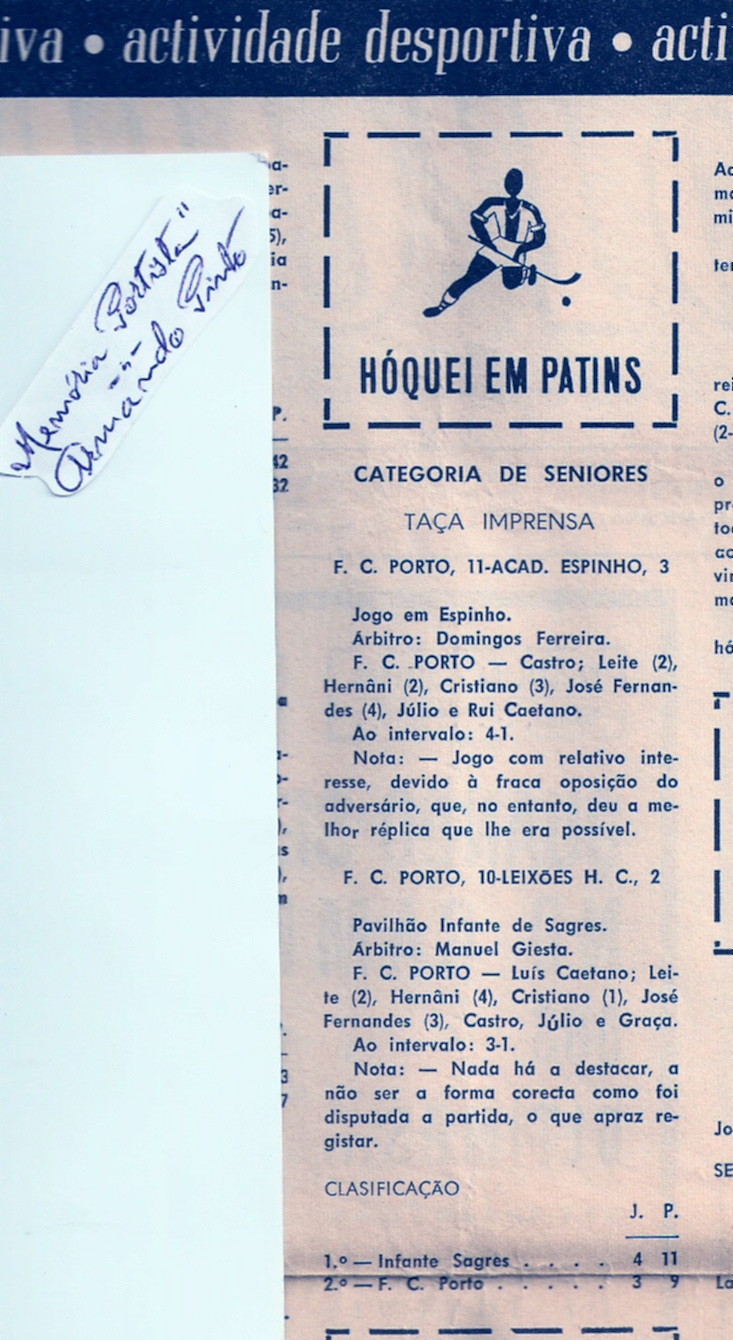 iva • actividade desportiva • acti
"Memória Portista"
-"-
Armando Pinto
HÓQUEI EM PATINS
CATEGORIA DE SENIORES
TAÇA IMPRENSA
F. C. PORTO, 11-ACAD. ESPINHO, 3
Jogo em Espinho.
Árbitro: Domingos Ferreira.
F. C. PORTO — Castro; Leite (2),
Hernâni (2), Cristiano (3), José Fernan-
des (4), Júlio e Rui Caetano.
Ao intervalo: 4-1.
Nota: — Jogo com relativo inte-
resse, devido à fraca oposição do
adversário, que, no entanto, deu a me-
lhor réplica que lhe era possível.
F. C. PORTO, 10-LEIXÕES H. C., 2
Pavilhão Infante de Sagres.
Árbitro: Manuel Giesta.
F. C. PORTO — Luís Caetano; Lei-
te (2), Hernâni (4), Cristiano (1), José
Fernandes (3), Castro, Júlio e Graça.
Ao intervalo: 3-1.
Nota: — Nada há a destacar, a
não ser a forma corecta como foi
disputada a partida, o que apraz re-
gistar.
CLASIFICAÇÃO
J. P.
1.º — Infante Sagres . . . . 4 11
2.º — F. C. Porto . . . . . 3 9